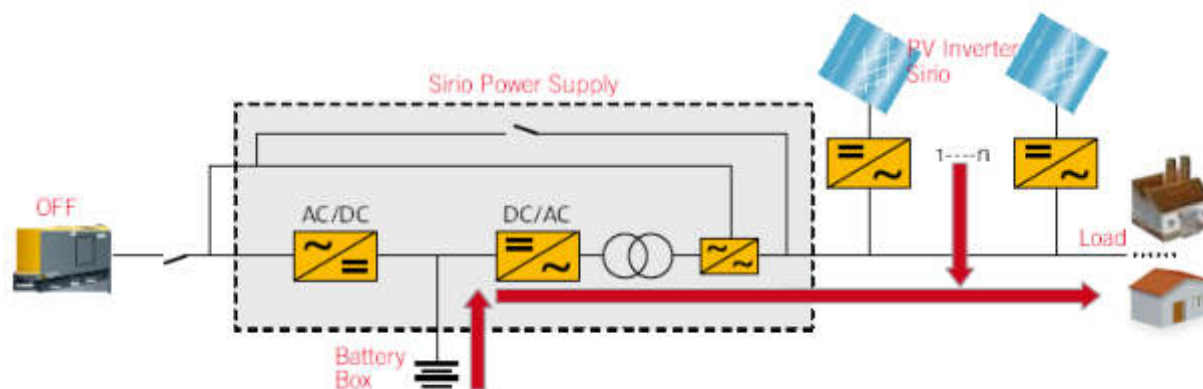 PV Inverter
Sirio
Sirio Power Supply
1----n
OFF
AC/DC
DC/AC
Load
Battery
Box